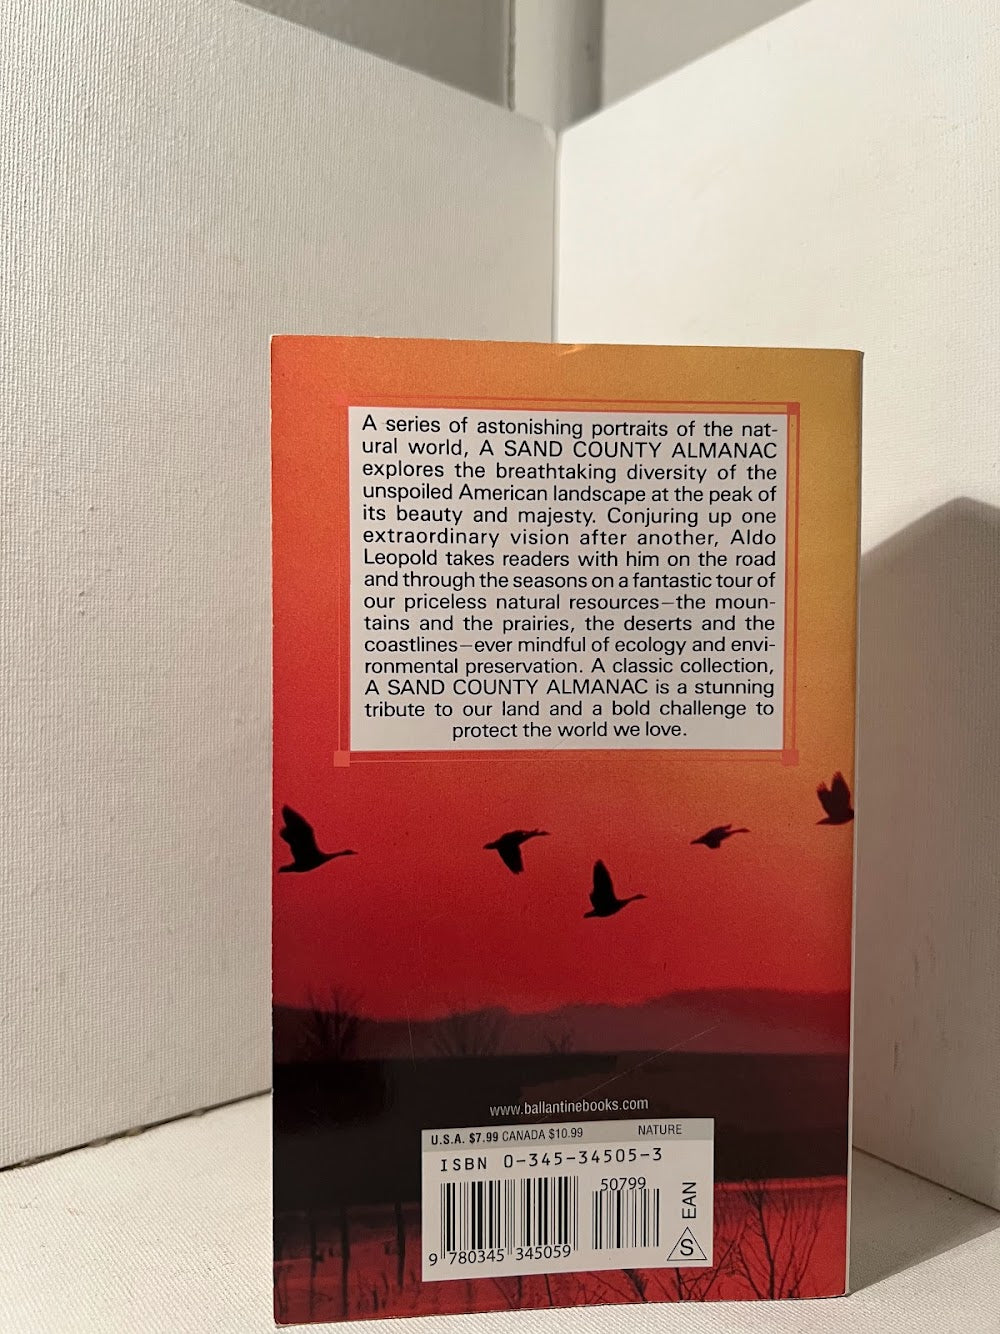 A series of astonishing portraits of the nat-
ural world, A SAND COUNTY ALMANAC
explores the breathtaking diversity of the
unspoiled American landscape at the peak of
its beauty and majesty. Conjuring up one
extraordinary vision after another, Aldo
Leopold takes readers with him on the road
and through the seasons on a fantastic tour of
our priceless natural resources—the moun-
tains and the prairies, the deserts and the
coastlines—ever mindful of ecology and envi-
ronmental preservation. A classic collection,
A SAND COUNTY ALMANAC is a stunning
tribute to our land and a bold challenge to
protect the world we love.
www.ballantinebooks.com
U.S.A. $7.99 CANADA $10.99 NATURE
ISBN 0-345-34505-3
50799
9 780345 345059
EAN
S